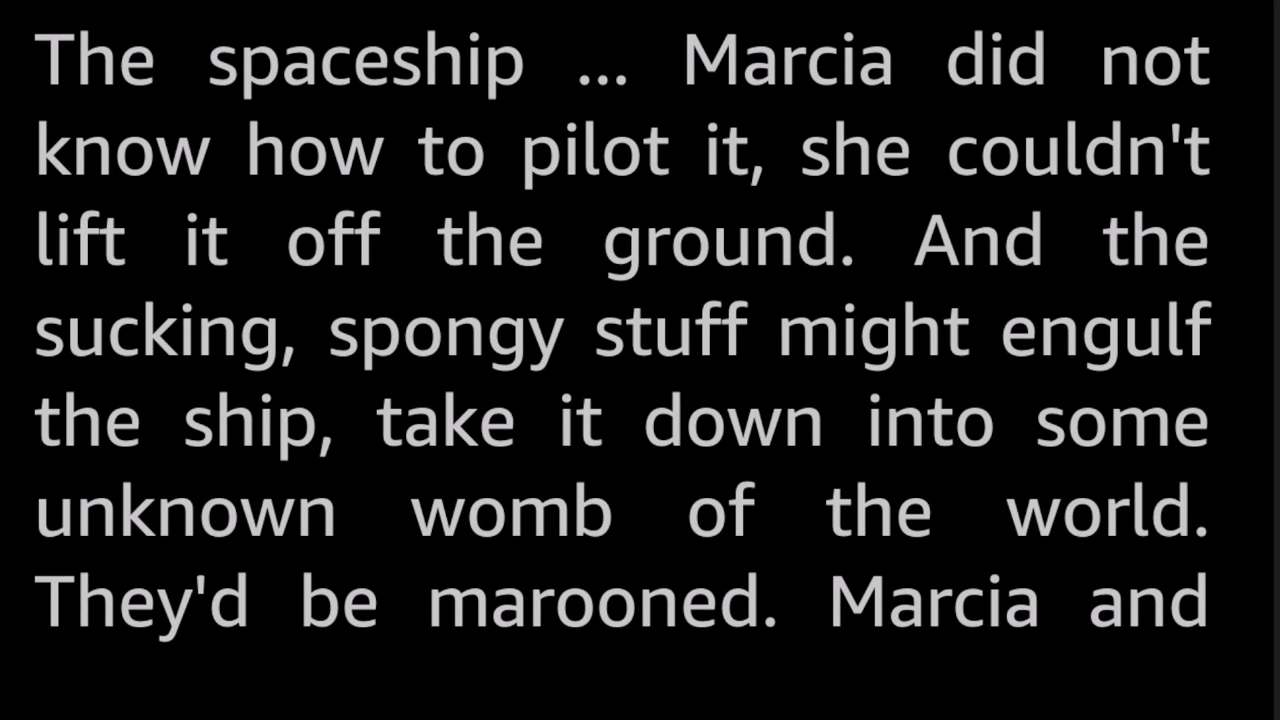 The spaceship ... Marcia did not
know how to pilot it, she couldn't
lift it off the ground. And the
sucking, spongy stuff might engulf
the ship, take it down into some
unknown womb of the world.
They'd be marooned. Marcia and